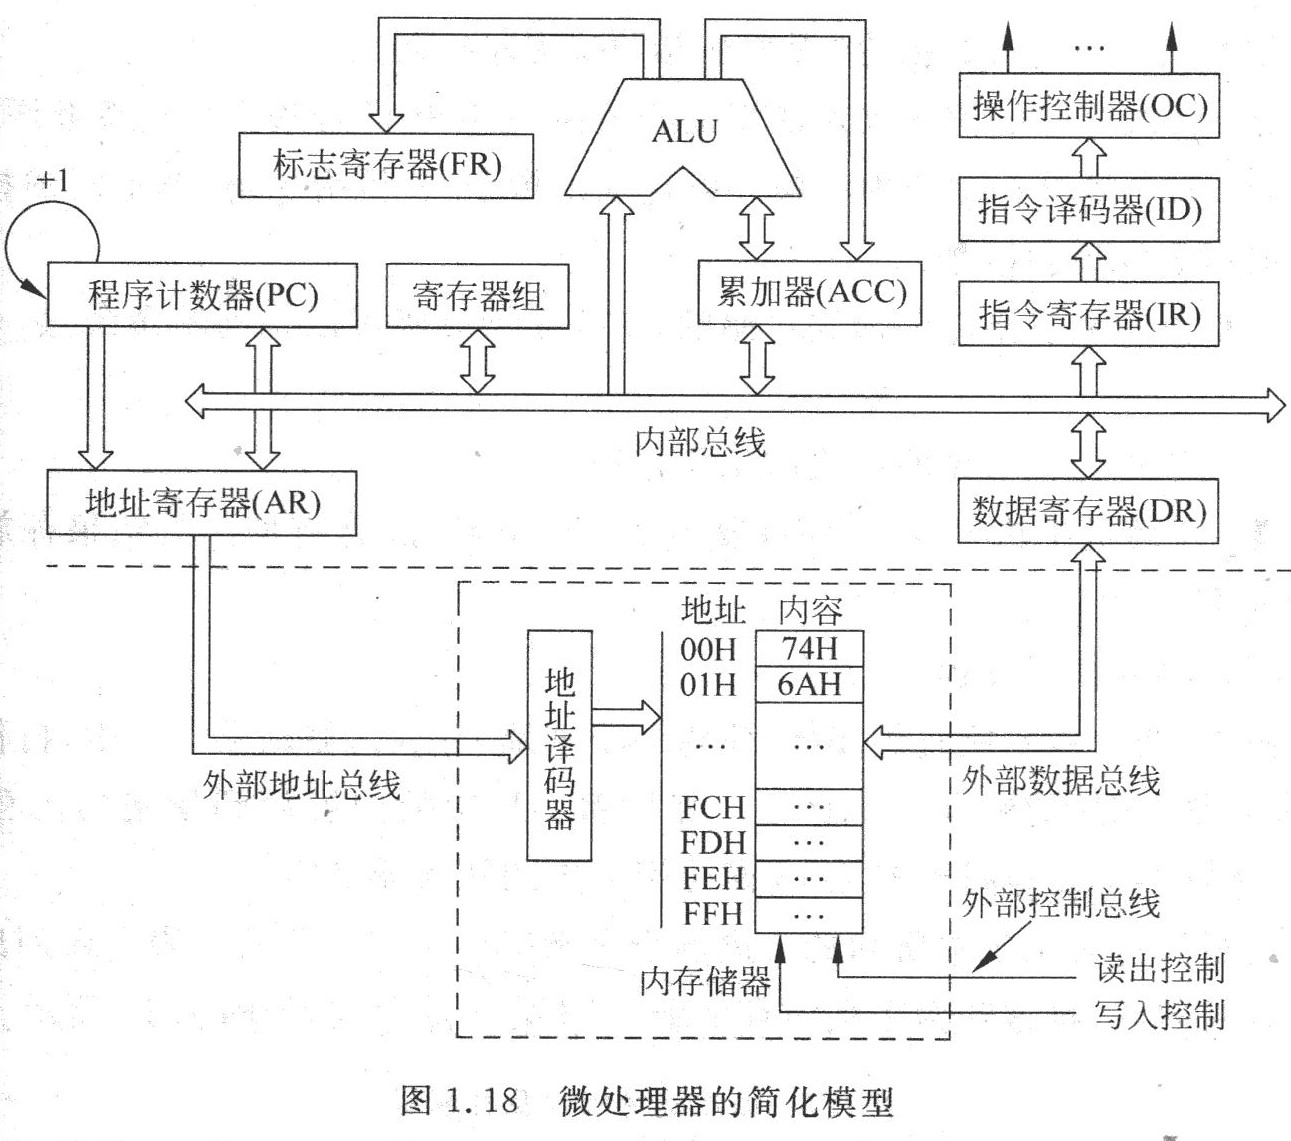 …
操作控制器(OC)
ALU
标志寄存器(FR)
+1
指令译码器(ID)
程序计数器(PC)
寄存器组
累加器(ACC)
指令寄存器(IR)
内部总线
地址寄存器(AR)
数据寄存器(DR)
地址 内容
00H 74H
01H 6AH
… …
FCH …
FDH …
FEH …
FFH …
地址译码器
外部地址总线
外部数据总线
外部控制总线
内存储器
读出控制
写入控制
图 1.18 微处理器的简化模型